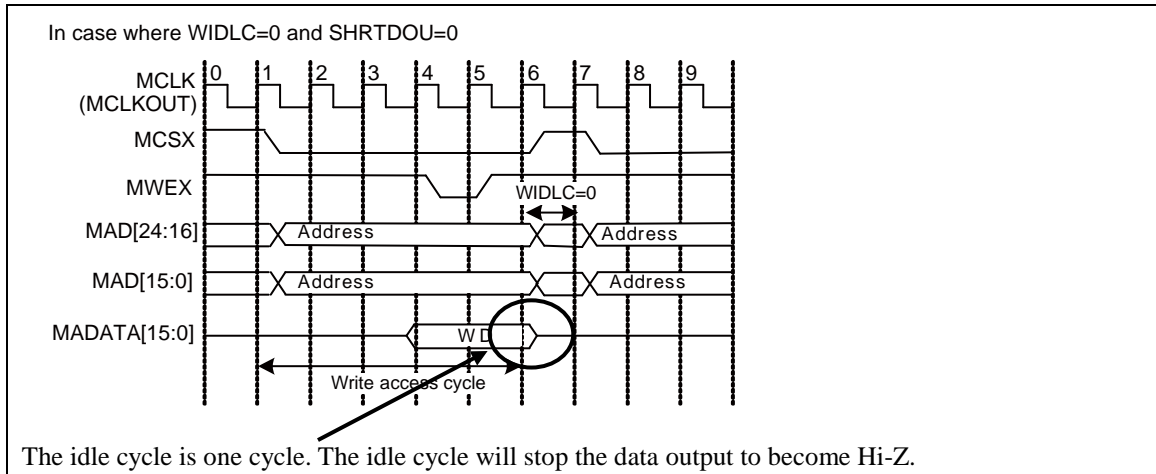 In case where WIDLC=0 and SHRTDOU=0
0 1 2 3 4 5 6 7 8 9
MCLK
(MCLKOUT)
MCSX
MWEX
WIDLC=0
MAD[24:16]
Address
Address
MAD[15:0]
Address
Address
MADATA[15:0]
WD
Write access cycle
The idle cycle is one cycle. The idle cycle will stop the data output to become Hi-Z.